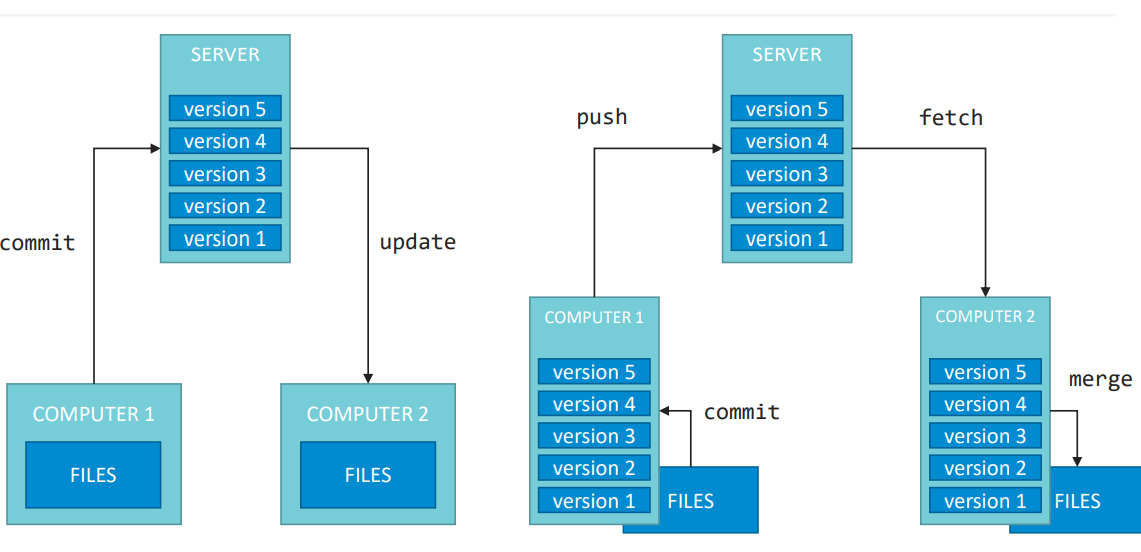 SERVER
version 5
version 4
version 3
version 2
version 1
commit
update
COMPUTER 1
FILES
COMPUTER 2
FILES
SERVER
version 5
version 4
version 3
version 2
version 1
push
fetch
COMPUTER 1
version 5
version 4
version 3
version 2
version 1
commit
FILES
COMPUTER 2
version 5
version 4
version 3
version 2
version 1
merge
FILES